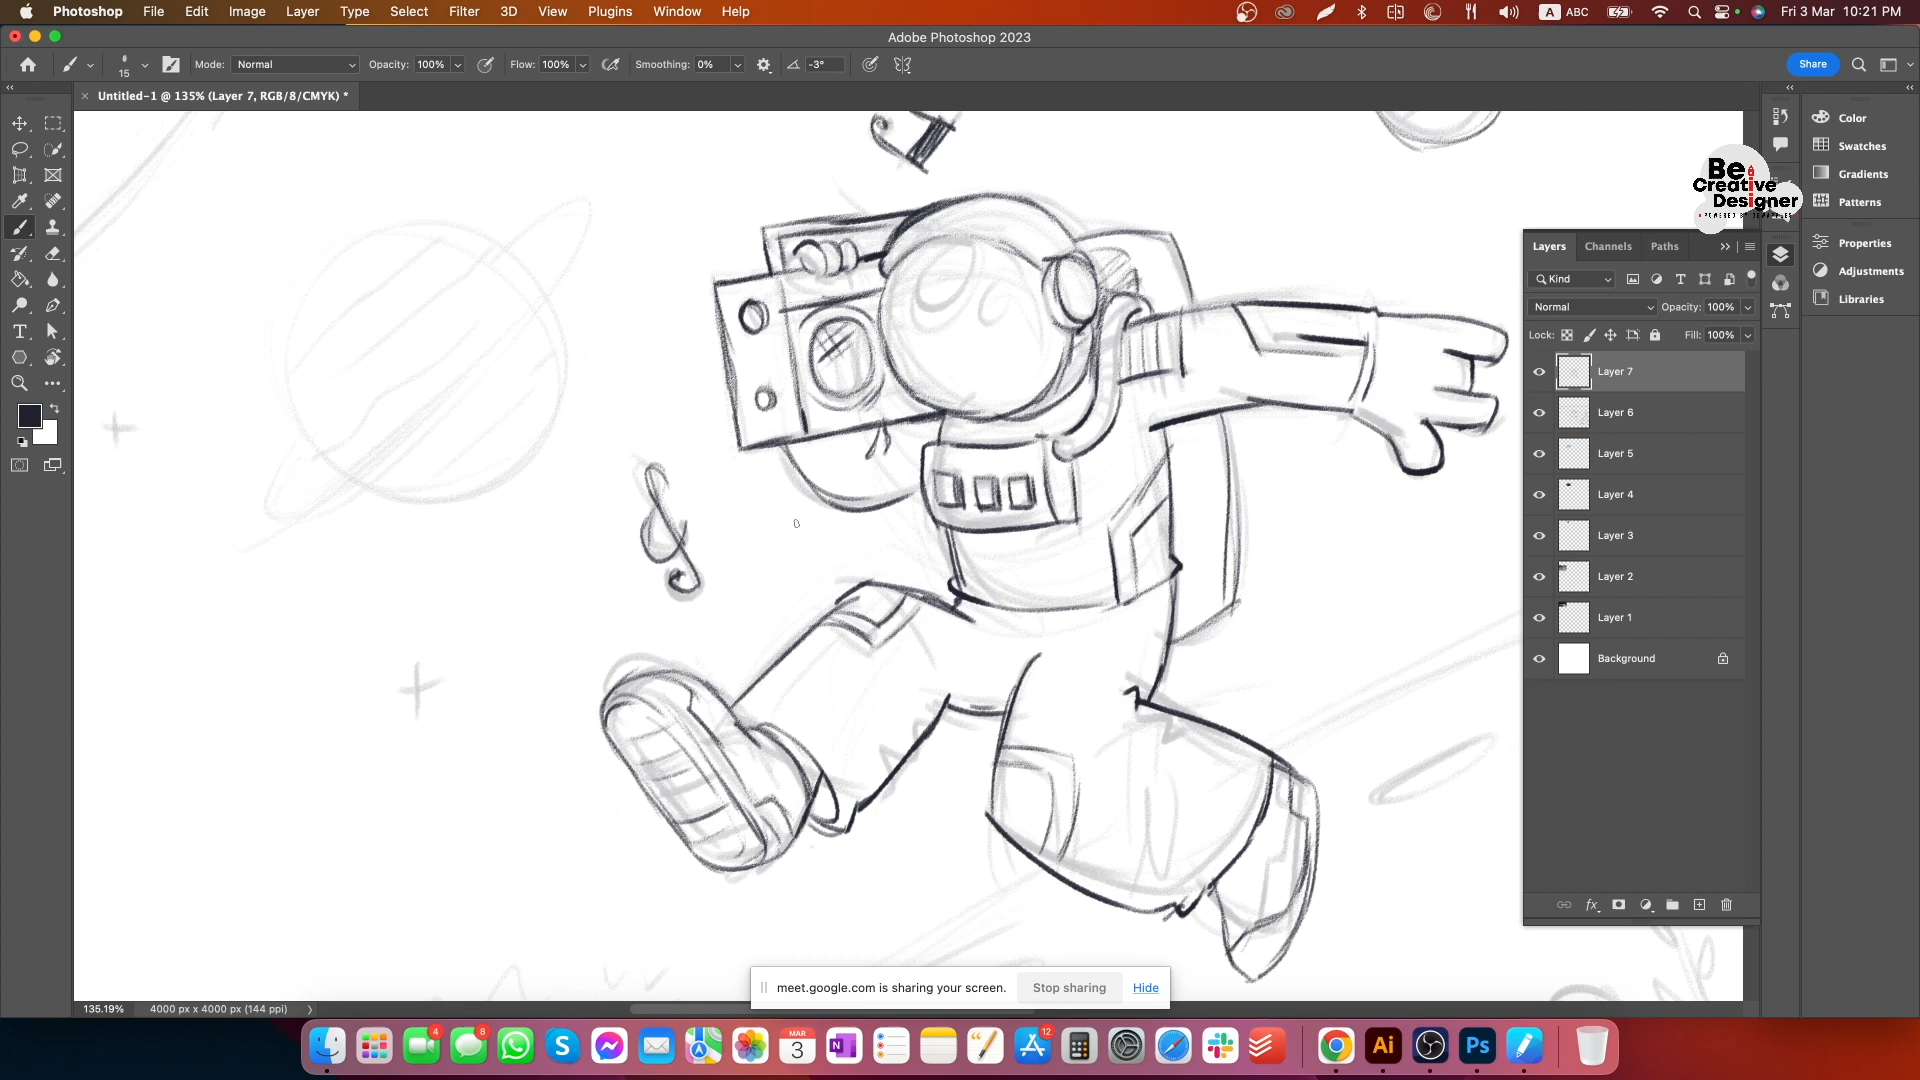 Photoshop File Edit Image Layer Type Select Filter 3D View Plugins Window Help A ABC Fri 3 Mar 10:21 PM
Adobe Photoshop 2023
15 Mode: Normal Opacity: 100% Flow: 100% Smoothing: 0% -3° Share
Untitled-1 @ 135% (Layer 7, RGB/8/CMYK) *
Color
Swatches
Gradients
Patterns
Properties
Adjustments
Libraries
Be
Creative
Designer
Layers Channels Paths
Kind
Normal Opacity: 100%
Lock: Fill: 100%
Layer 7
Layer 6
Layer 5
Layer 4
Layer 3
Layer 2
Layer 1
Background
fx
meet.google.com is sharing your screen. Stop sharing Hide
135.19% 4000 px x 4000 px (144 ppi)
4 8 MAR 3 12
N S Ai Ps